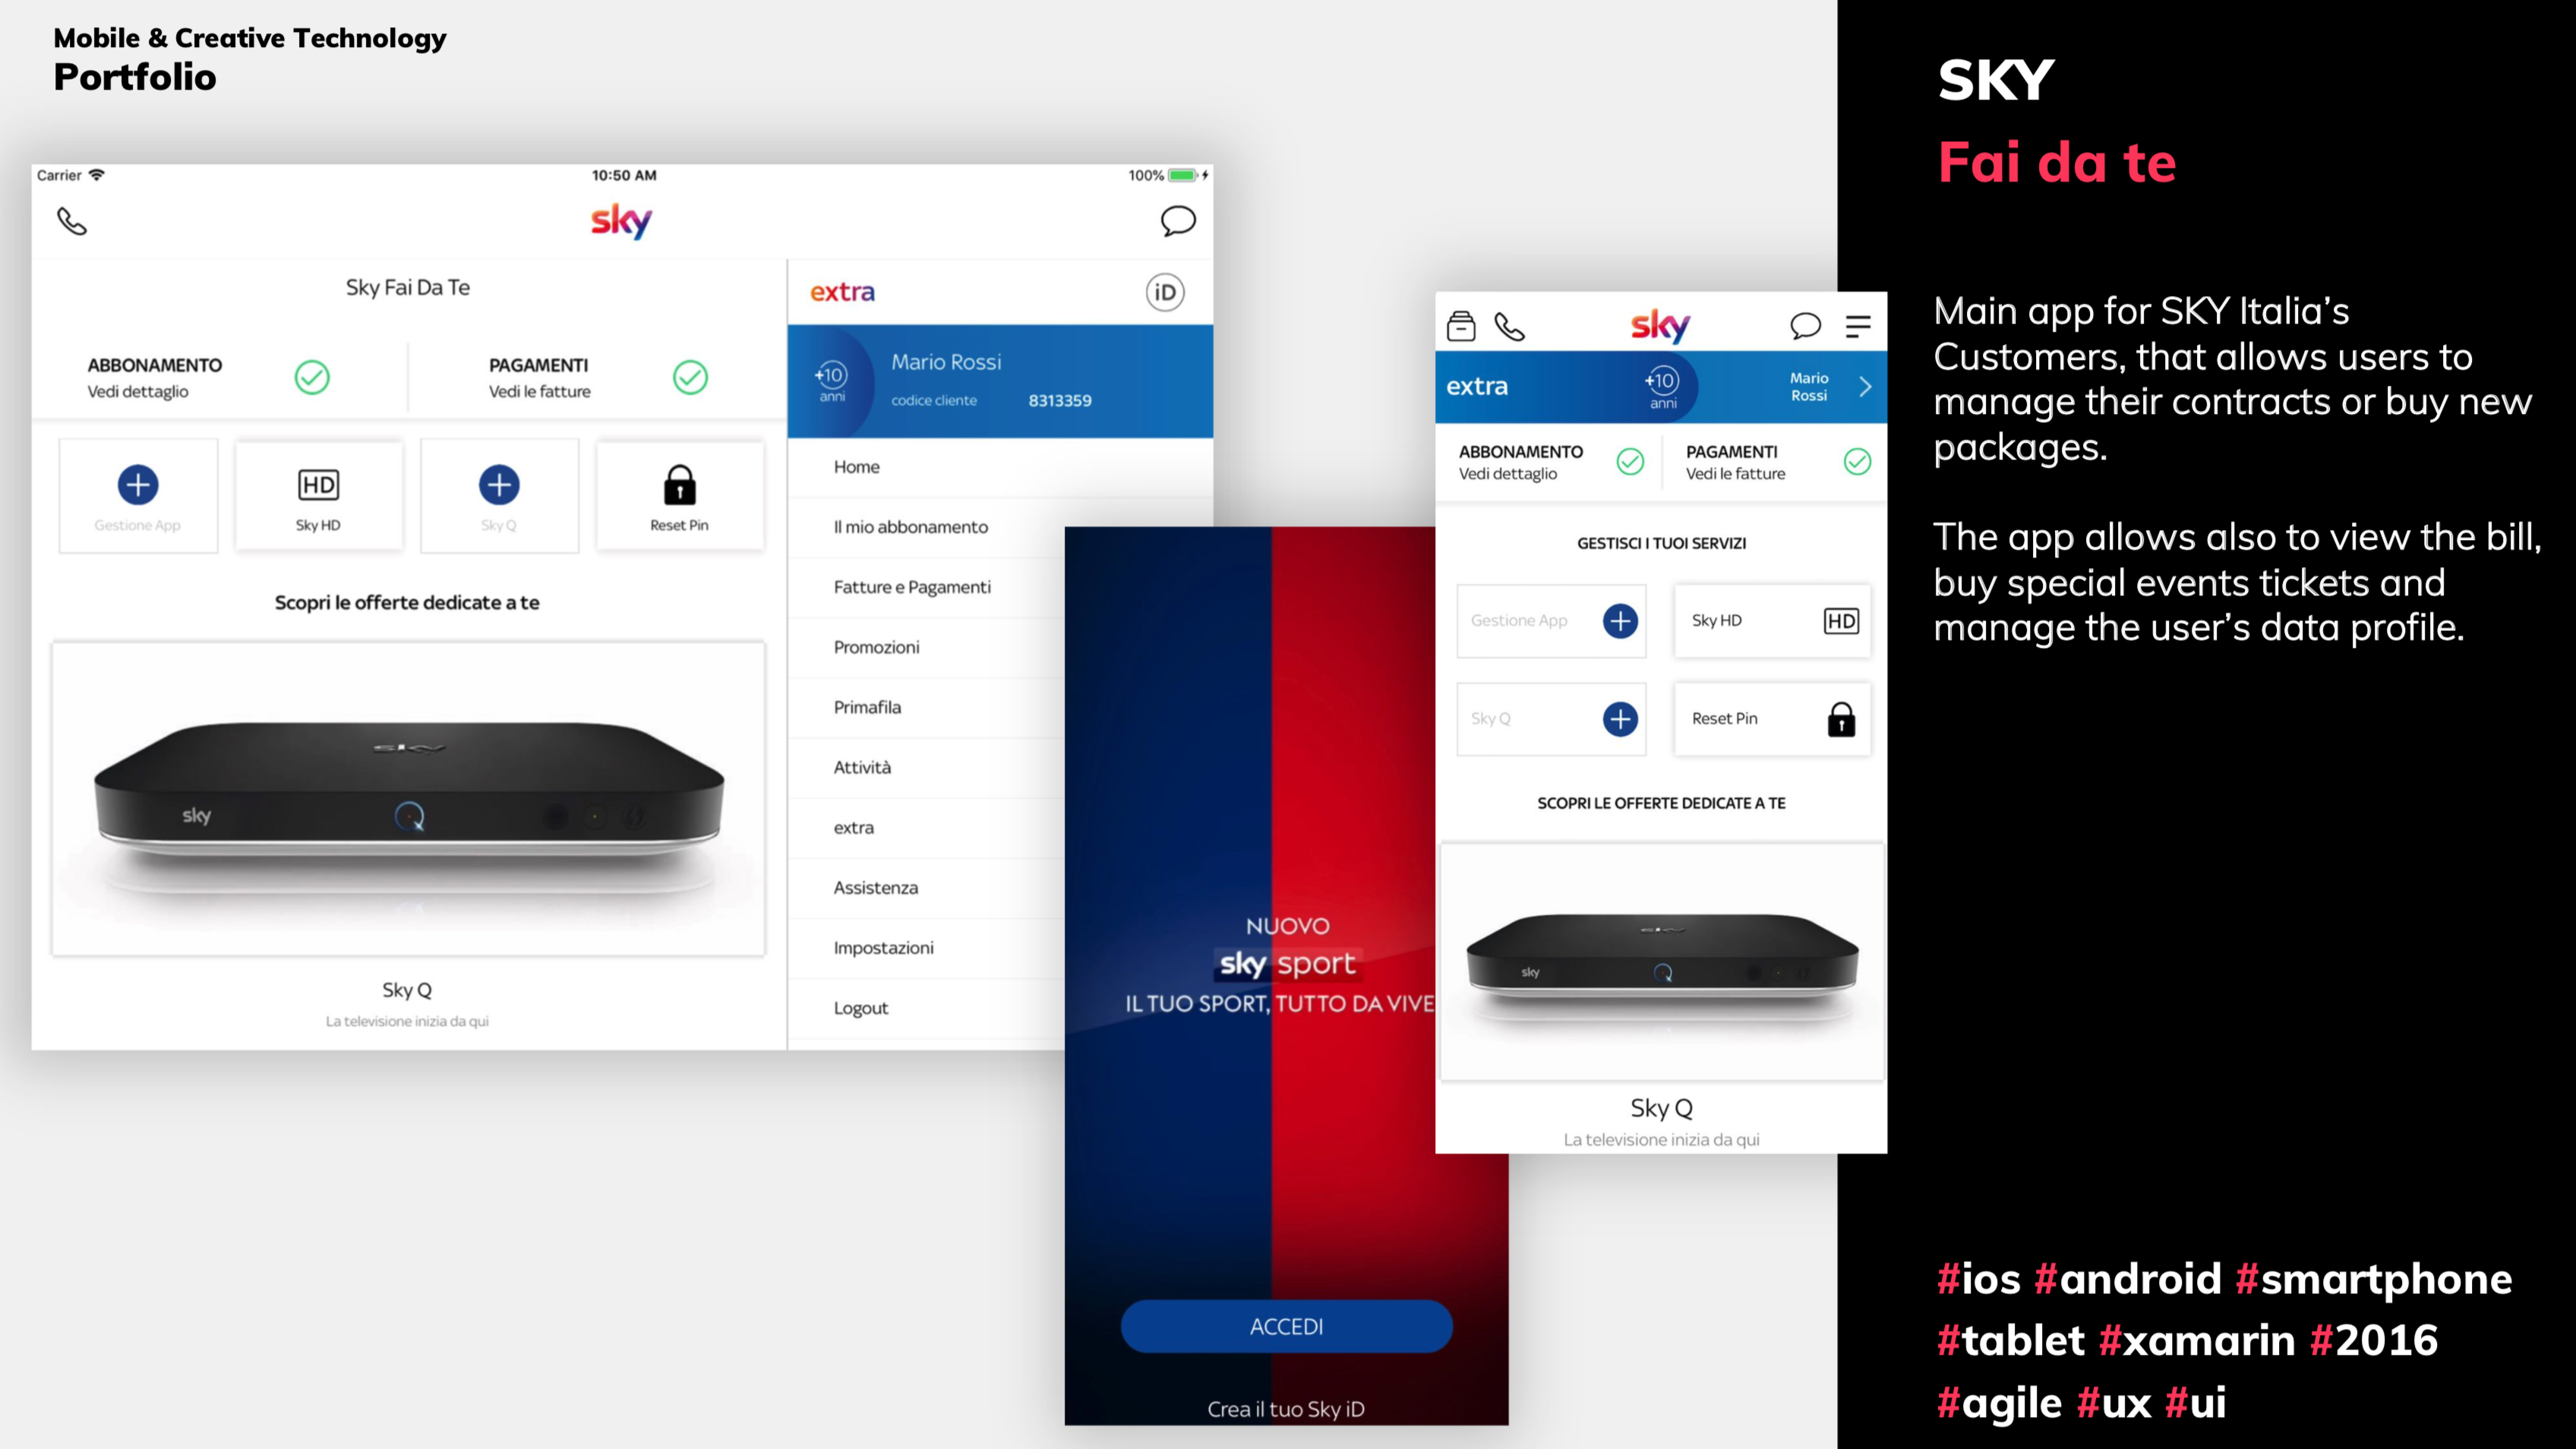 Mobile & Creative Technology
Portfolio
Carrier
10:50 AM
100%
sky
Sky Fai Da Te
ABBONAMENTO
Vedi dettaglio
PAGAMENTI
Vedi le fatture
Gestione App
HD
Sky HD
Sky Q
Reset Pin
Scopri le offerte dedicate a te
sky
sky
Q
Sky Q
La televisione inizia da qui
extra
iD
+10
anni
Mario Rossi
codice cliente
8313359
Home
Il mio abbonamento
Fatture e Pagamenti
Promozioni
Primafila
Attività
extra
Assistenza
Impostazioni
Logout
NUOVO
sky sport
IL TUO SPORT, TUTTO DA VIVE
ACCEDI
Crea il tuo Sky iD
sky
extra
+10
anni
Mario
Rossi
ABBONAMENTO
Vedi dettaglio
PAGAMENTI
Vedi le fatture
GESTISCI I TUOI SERVIZI
Gestione App
Sky HD
HD
Sky Q
Reset Pin
SCOPRI LE OFFERTE DEDICATE A TE
sky
sky
Q
Sky Q
La televisione inizia da qui
SKY
Fai da te
Main app for SKY Italia’s
Customers, that allows users to
manage their contracts or buy new
packages.
The app allows also to view the bill,
buy special events tickets and
manage the user’s data profile.
#ios #android #smartphone
#tablet #xamarin #2016
#agile #ux #ui